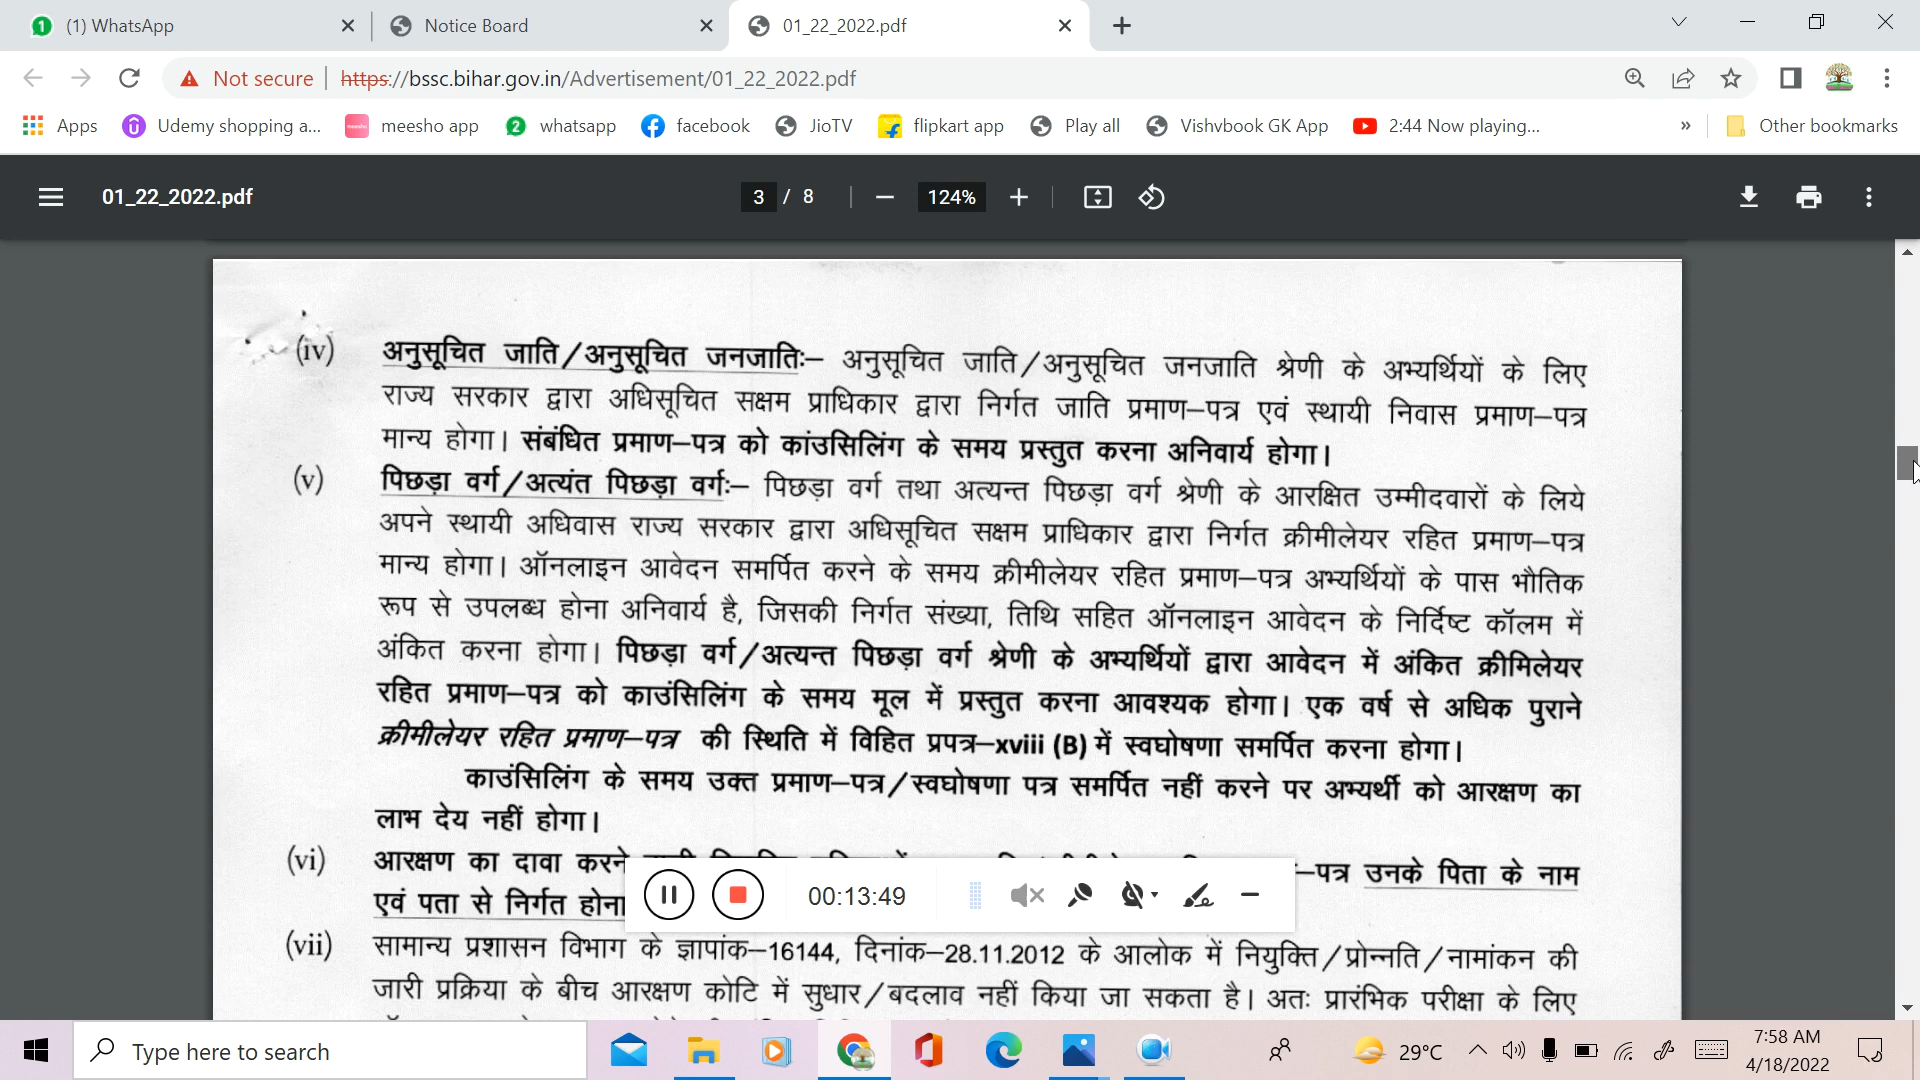 (1) WhatsApp
Notice Board
01_22_2022.pdf
Not secure
https://bssc.bihar.gov.in/Advertisement/01_22_2022.pdf
Apps
Udemy shopping a...
meesho app
whatsapp
facebook
JioTV
flipkart app
Play all
Vishvbook GK App
2:44 Now playing...
»
Other bookmarks
01_22_2022.pdf
3 / 8
124%
(iv) अनुसूचित जाति/अनुसूचित जनजातिः– अनुसूचित जाति/अनुसूचित जनजाति श्रेणी के अभ्यर्थियों के लिए
राज्य सरकार द्वारा अधिसूचित सक्षम प्राधिकार द्वारा निर्गत जाति प्रमाण–पत्र एवं स्थायी निवास प्रमाण–पत्र
मान्य होगा। संबंधित प्रमाण–पत्र को कांउसिलिंग के समय प्रस्तुत करना अनिवार्य होगा।
(v) पिछड़ा वर्ग/अत्यंत पिछड़ा वर्गः– पिछड़ा वर्ग तथा अत्यन्त पिछड़ा वर्ग श्रेणी के आरक्षित उम्मीदवारों के लिये
अपने स्थायी अधिवास राज्य सरकार द्वारा अधिसूचित सक्षम प्राधिकार द्वारा निर्गत क्रीमीलेयर रहित प्रमाण–पत्र
मान्य होगा। ऑनलाइन आवेदन समर्पित करने के समय क्रीमीलेयर रहित प्रमाण–पत्र अभ्यर्थियों के पास भौतिक
रूप से उपलब्ध होना अनिवार्य है, जिसकी निर्गत संख्या, तिथि सहित ऑनलाइन आवेदन के निर्दिष्ट कॉलम में
अंकित करना होगा। पिछड़ा वर्ग/अत्यन्त पिछड़ा वर्ग श्रेणी के अभ्यर्थियों द्वारा आवेदन में अंकित क्रीमिलेयर
रहित प्रमाण–पत्र को काउंसिलिंग के समय मूल में प्रस्तुत करना आवश्यक होगा। एक वर्ष से अधिक पुराने
क्रीमीलेयर रहित प्रमाण–पत्र की स्थिति में विहित प्रपत्र–xviii (B) में स्वघोषणा समर्पित करना होगा।
काउंसिलिंग के समय उक्त प्रमाण–पत्र/स्वघोषणा पत्र समर्पित नहीं करने पर अभ्यर्थी को आरक्षण का
लाभ देय नहीं होगा।
(vi) आरक्षण का दावा करने –पत्र उनके पिता के नाम
एवं पता से निर्गत होना
00:13:49
(vii) सामान्य प्रशासन विभाग के ज्ञापांक–16144, दिनांक–28.11.2012 के आलोक में नियुक्ति/प्रोन्नति/नामांकन की
जारी प्रक्रिया के बीच आरक्षण कोटि में सुधार/बदलाव नहीं किया जा सकता है। अतः प्रारंभिक परीक्षा के लिए
Type here to search
29°C
7:58 AM
4/18/2022